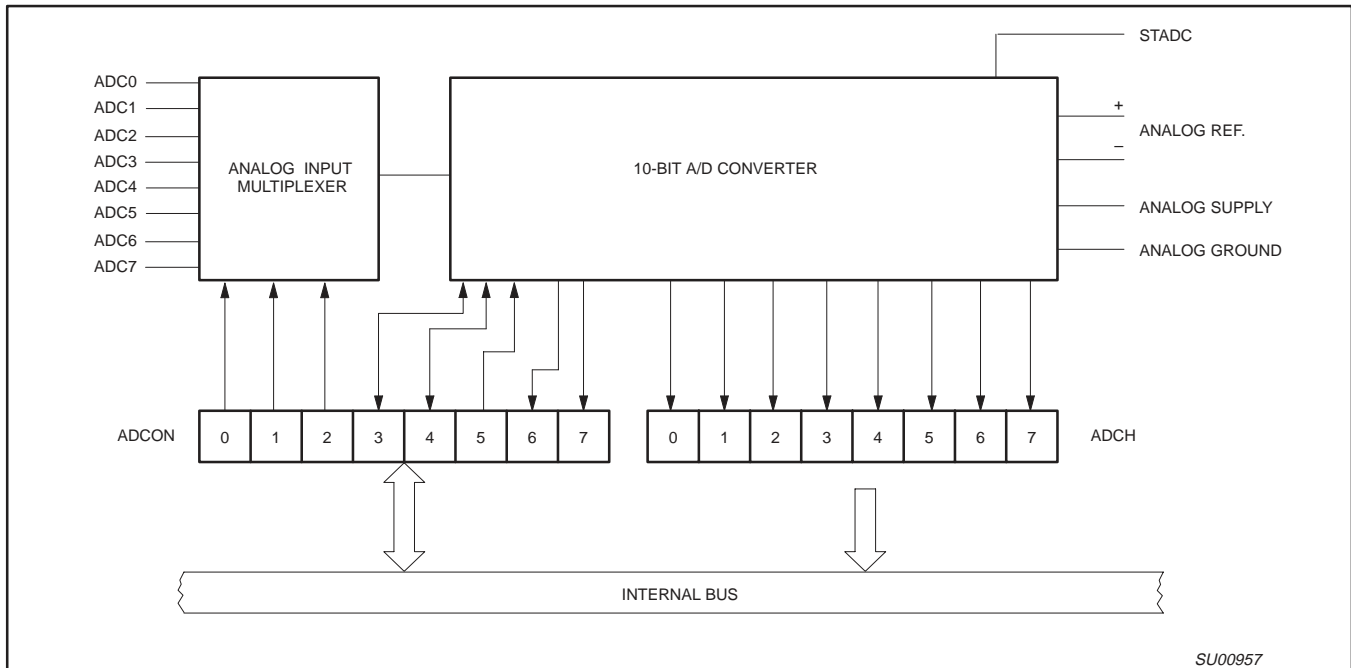 STADC
ADC0
ADC1
ADC2
ADC3
ADC4
ADC5
ADC6
ADC7
ANALOG INPUT
MULTIPLEXER
10-BIT A/D CONVERTER
+
ANALOG REF.
–
ANALOG SUPPLY
ANALOG GROUND
ADCON 0 1 2 3 4 5 6 7
0 1 2 3 4 5 6 7 ADCH
INTERNAL BUS
SU00957